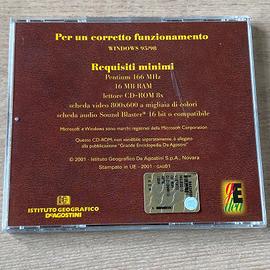 Per un corretto funzionamento
WINDOWS 95/98
Requisiti minimi
Pentium 166 MHz
16 MB RAM
lettore CD-ROM 8x
scheda video 800x600 a migliaia di colori
scheda audio Sound Blaster* 16 bit o compatibile
Microsoft e Windows sono marchi registrati della Microsoft Corporation
Questo CD-ROM, non vendibile separatamente, è allegato
alla pubblicazione "Grande Enciclopedia De Agostini"
© 2001 - Istituto Geografico De Agostini S.p.A., Novara
Stampato in UE - 2001 -
ISTITUTO GEOGRAFICO
DeAGOSTINI